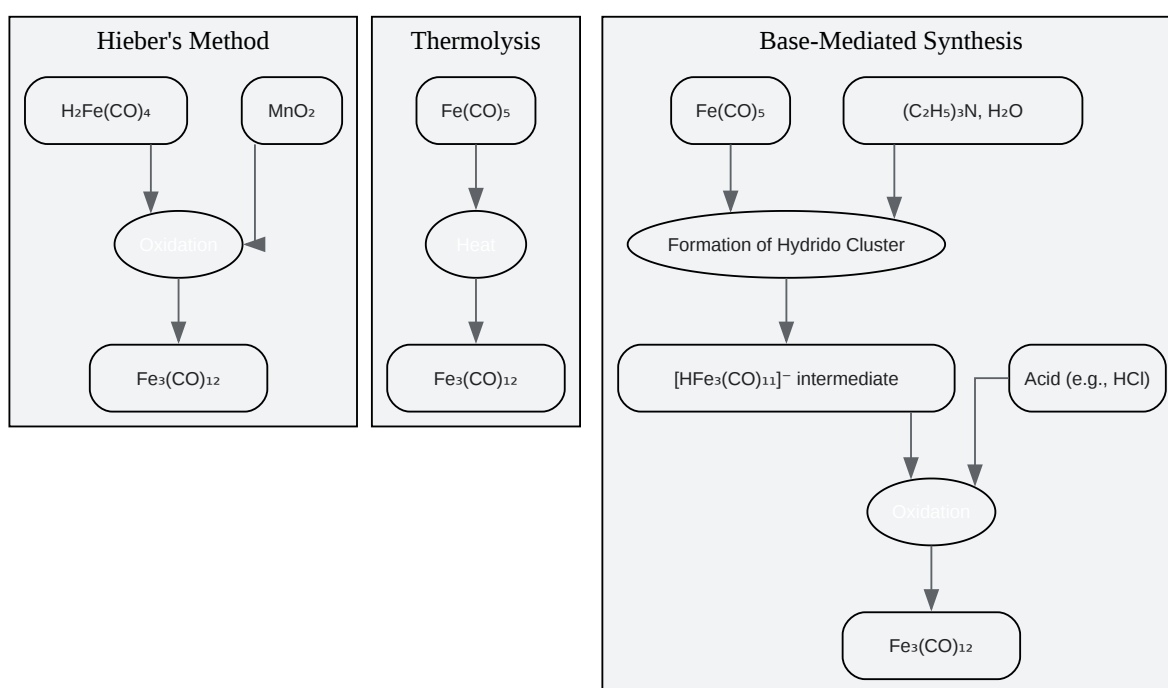 Hieber's Method
H₂Fe(CO)₄
MnO₂
Oxidation
Fe₃(CO)₁₂
Thermolysis
Fe(CO)₅
Heat
Fe₃(CO)₁₂
Base-Mediated Synthesis
Fe(CO)₅
(C₂H₅)₃N, H₂O
Formation of Hydrido Cluster
[HFe₃(CO)₁₁]⁻ intermediate
Acid (e.g., HCl)
Oxidation
Fe₃(CO)₁₂